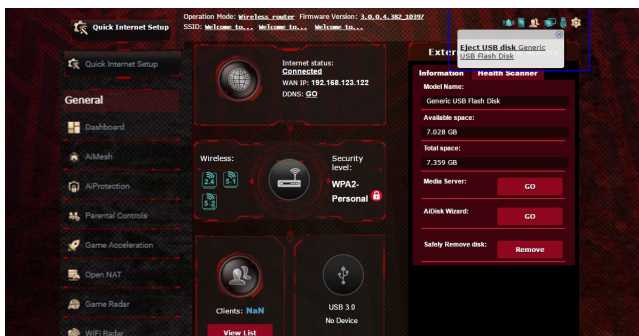 Quick Internet Setup
Operation Mode: Wireless router Firmware Version: 3.0.0.4.382_10397
SSID: Welcome to... Welcome to... Welcome to...
Quick Internet Setup
General
Dashboard
AiMesh
AiProtection
Parental Controls
Game Acceleration
Open NAT
Game Radar
WiFi Radar
Internet status:
Connected
WAN IP: 192.168.123.122
DDNS: GO
Wireless:
2.4
5-1
5-2
Security
level:
WPA2-
Personal
Clients: NaN
View List
USB 3.0
No Device
Eject USB disk Generic
USB Flash Disk
Information
Health Scanner
Model Name:
Generic USB Flash Disk
Available space:
7.028 GB
Total space:
7.359 GB
Media Server:
GO
AiDisk Wizard:
GO
Safely Remove disk:
Remove